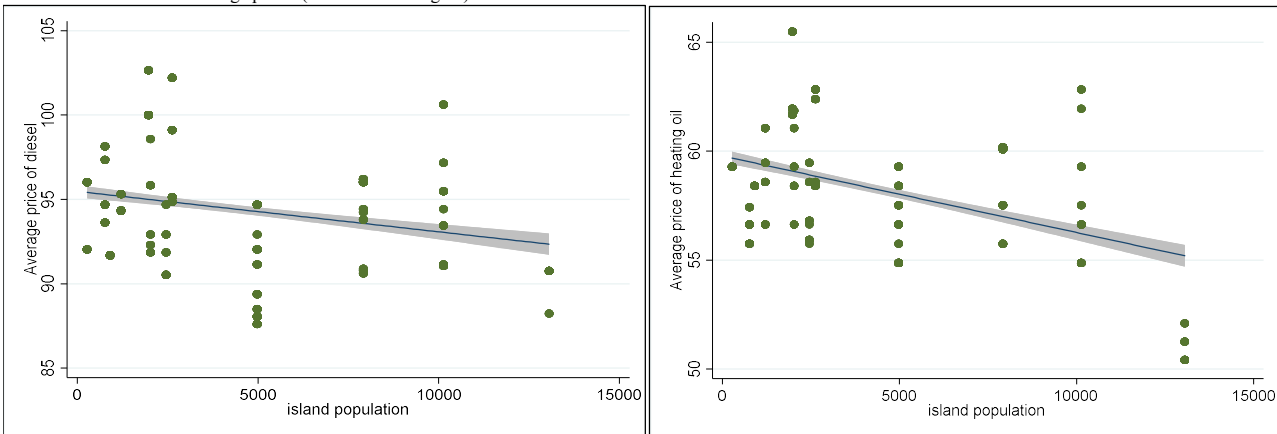 105
100
95
90
85
Average price of diesel
0 5000 10000 15000
island population
65
60
55
50
Average price of heating oil
0 5000 10000 15000
island population